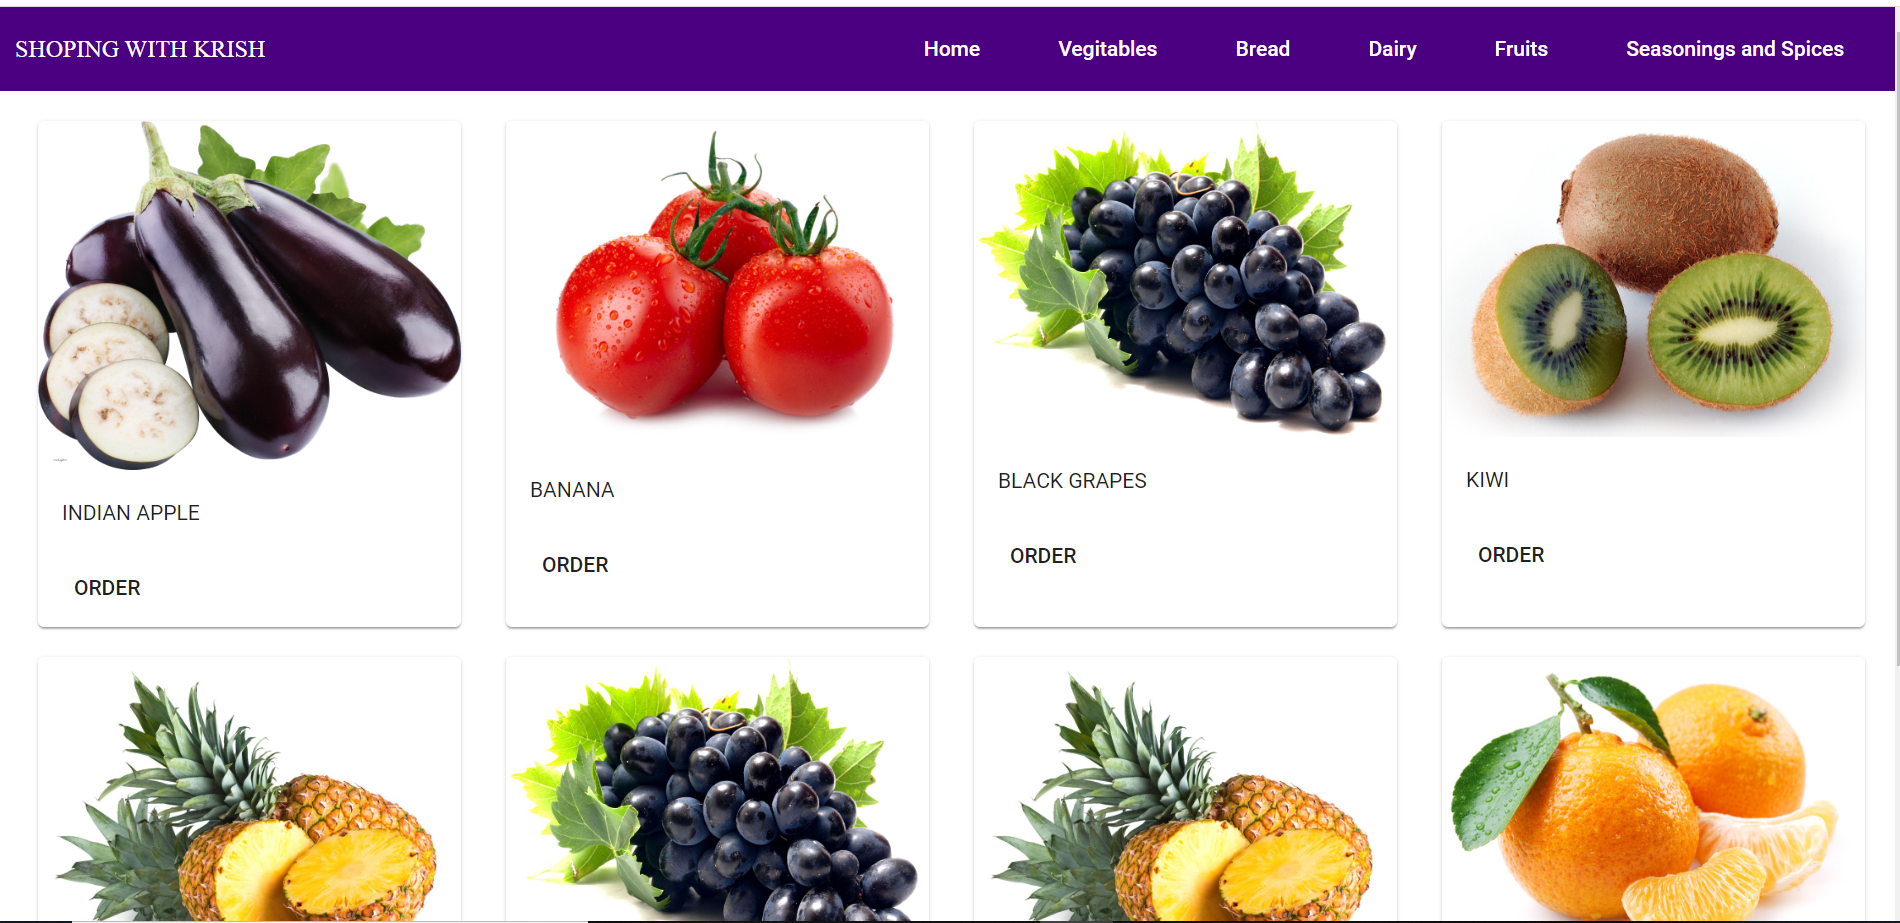 SHOPING WITH KRISH
Home Vegitables Bread Dairy Fruits Seasonings and Spices
INDIAN APPLE
BANANA
BLACK GRAPES
KIWI
ORDER
ORDER
ORDER
ORDER